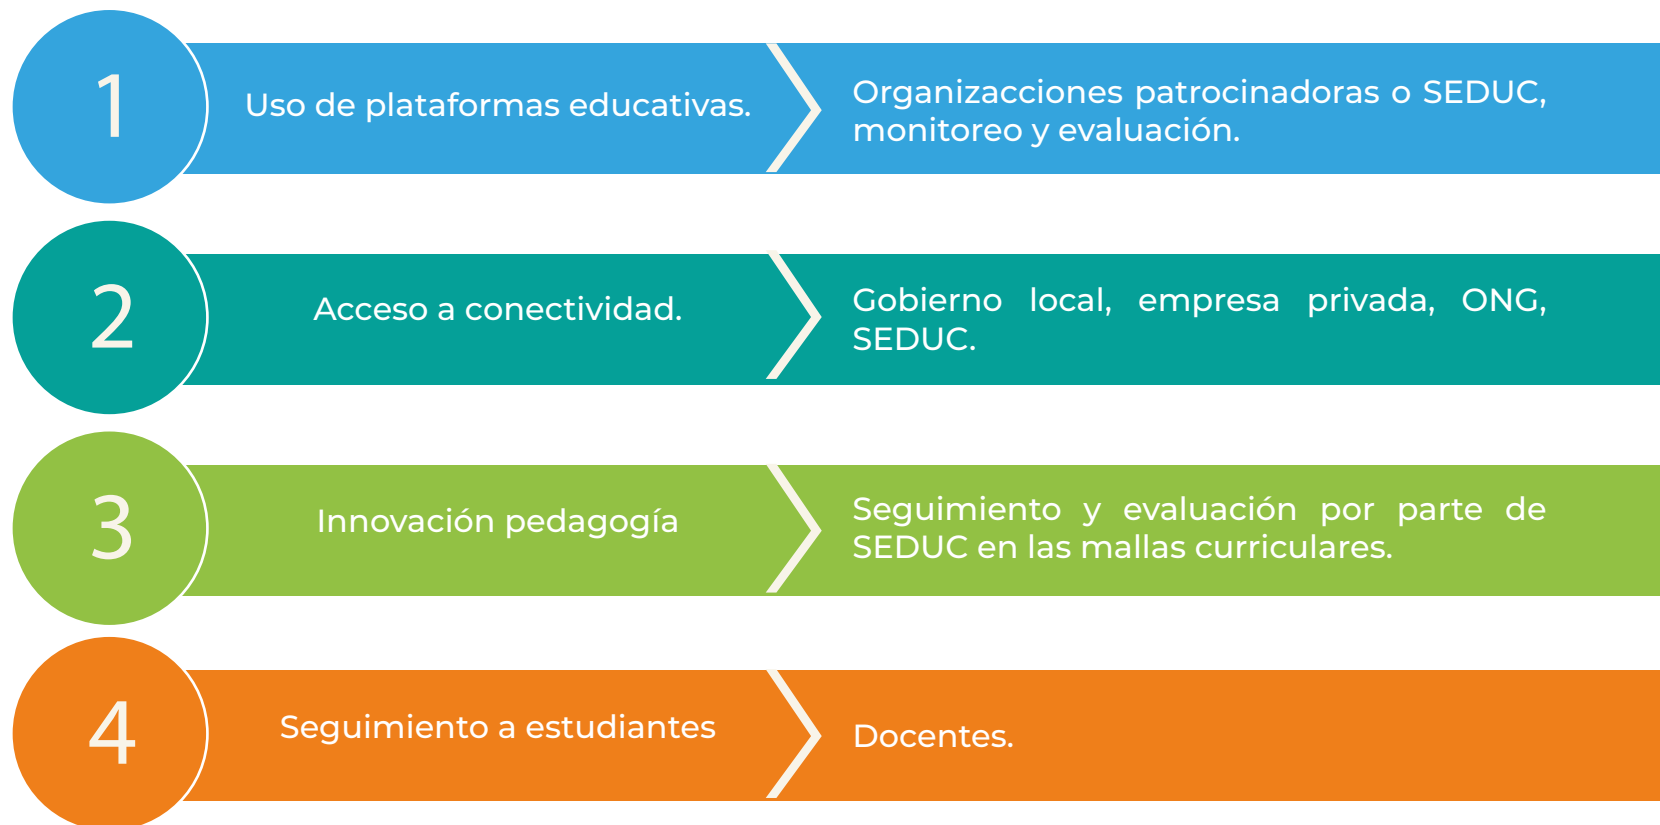 1
Uso de plataformas educativas.
Organizacciones patrocinadoras o SEDUC,
monitoreo y evaluación.
2
Acceso a conectividad.
Gobierno local, empresa privada, ONG,
SEDUC.
3
Innovación pedagogía
Seguimiento y evaluación por parte de
SEDUC en las mallas curriculares.
4
Seguimiento a estudiantes
Docentes.